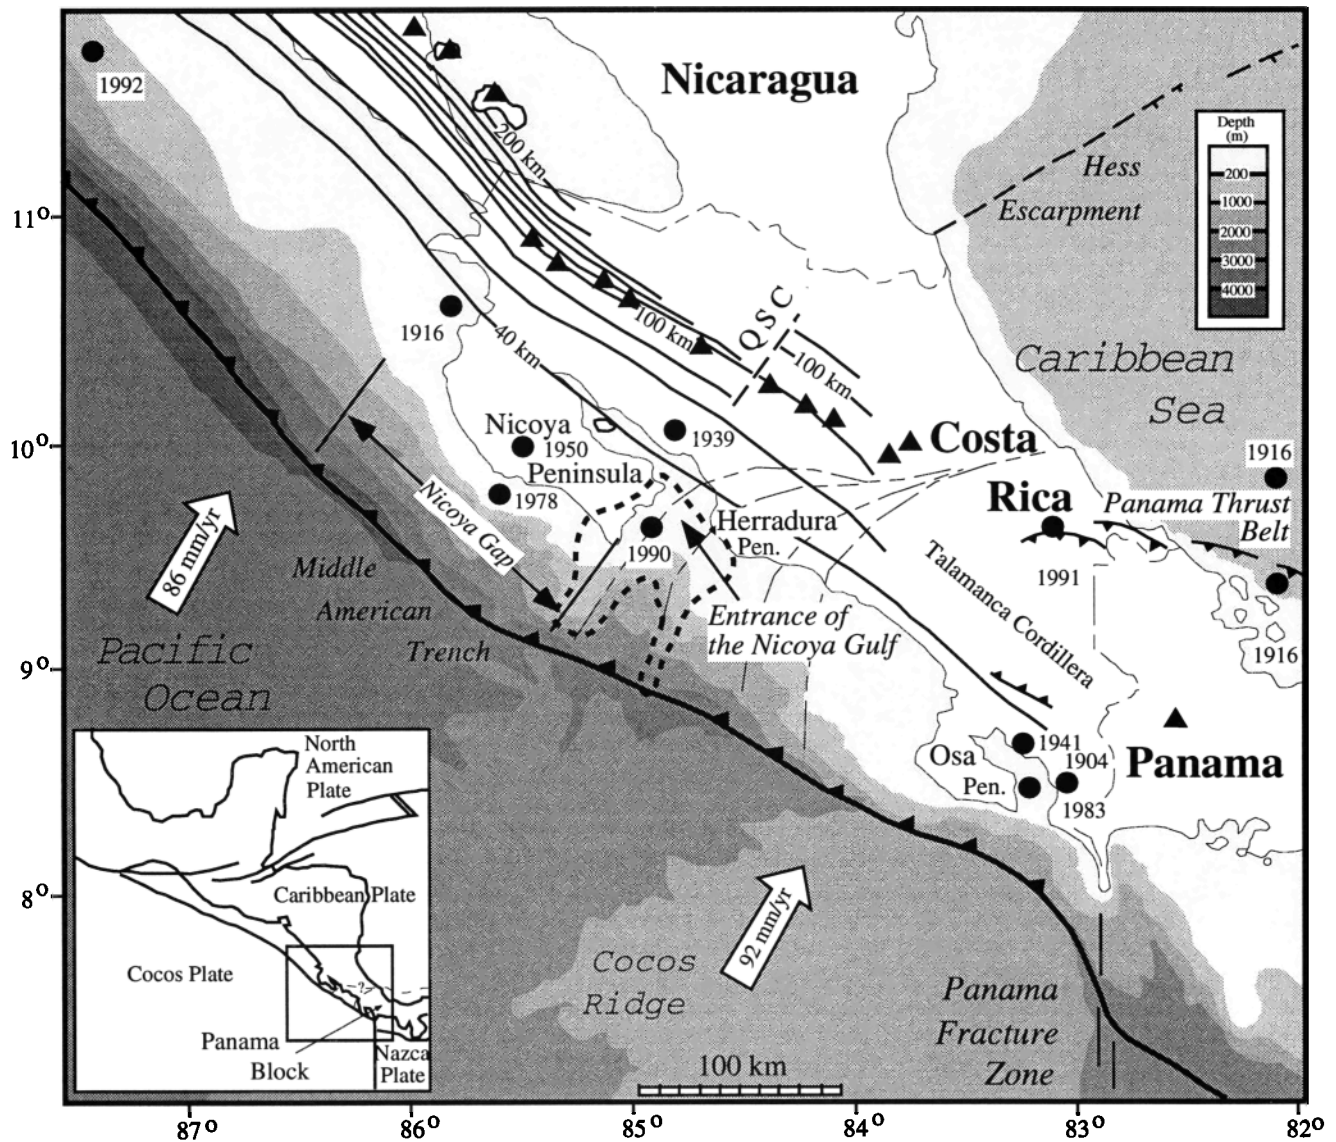 1992
Nicaragua
Depth
(m)
200
1000
2000
3000
4000
200 km
Hess
Escarpment
11°
1916
40 km
100 km
QSC
100 km
Caribbean
Sea
Nicoya
1950
Peninsula
1939
Costa
Rica
10°
1916
1978
Nicoya Gap
Herradura
Pen.
1990
Panama Thrust
Belt
86 mm/yr
Middle
American
Trench
1991
Talamanca Cordillera
Entrance of
the Nicoya Gulf
Pacific
Ocean
9°
1916
Osa
Pen.
1941
1904
1983
Panama
North
American
Plate
Caribbean Plate
Cocos Plate
?
Panama
Block
Nazca
Plate
8°
92 mm/yr
Cocos
Ridge
Panama
Fracture
Zone
100 km
87°
86°
85°
84°
83°
82°